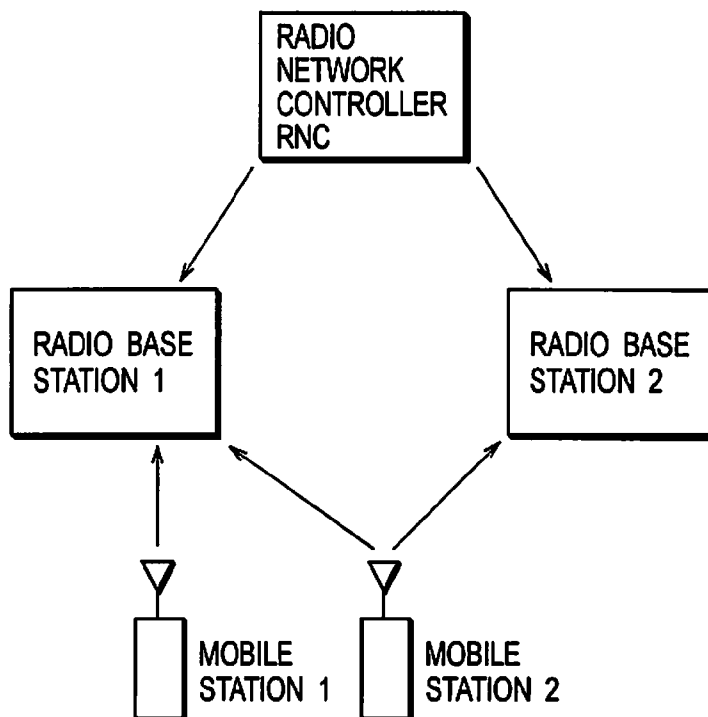 RADIO
NETWORK
CONTROLLER
RNC
RADIO BASE
STATION 1
RADIO BASE
STATION 2
MOBILE
STATION 1
MOBILE
STATION 2